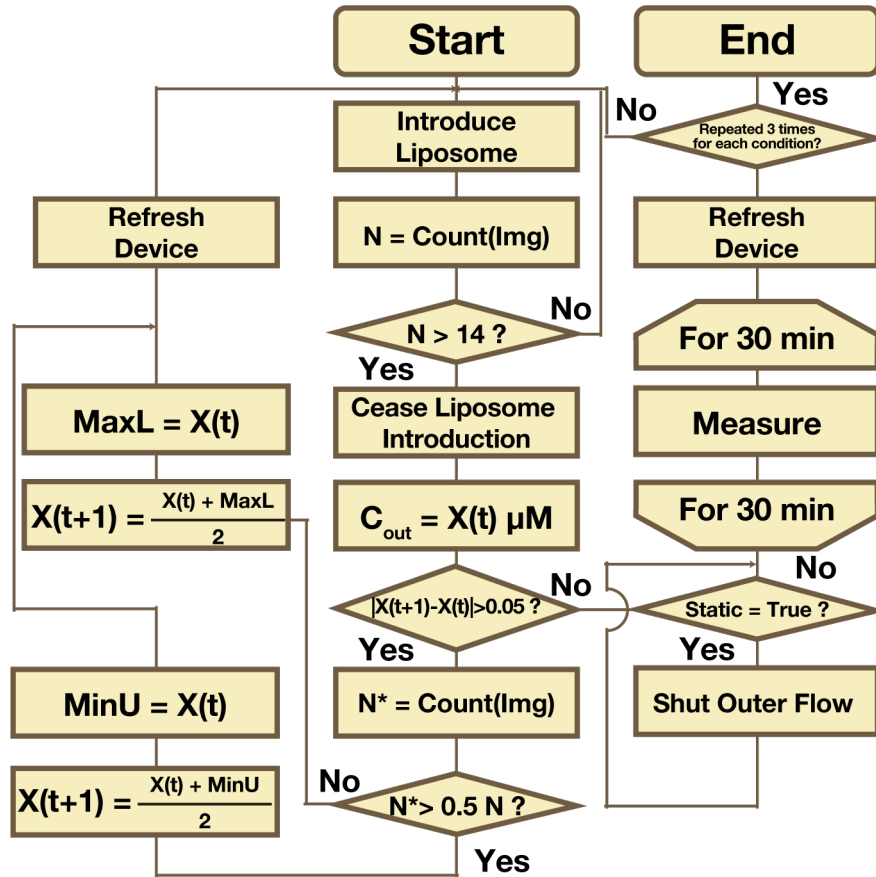 Start
End
Yes
No
Repeated 3 times
for each condition?
Introduce
Liposome
Refresh
Device
N = Count(Img)
Refresh
Device
No
N > 14 ?
Yes
For 30 min
MaxL = X(t)
Cease Liposome
Introduction
Measure
X(t+1) = X(t) + MaxL / 2
C_out = X(t) µM
For 30 min
No
No
|X(t+1)-X(t)|>0.05 ?
Static = True ?
Yes
Yes
MinU = X(t)
N* = Count(Img)
Shut Outer Flow
X(t+1) = X(t) + MinU / 2
No
N*> 0.5 N ?
Yes